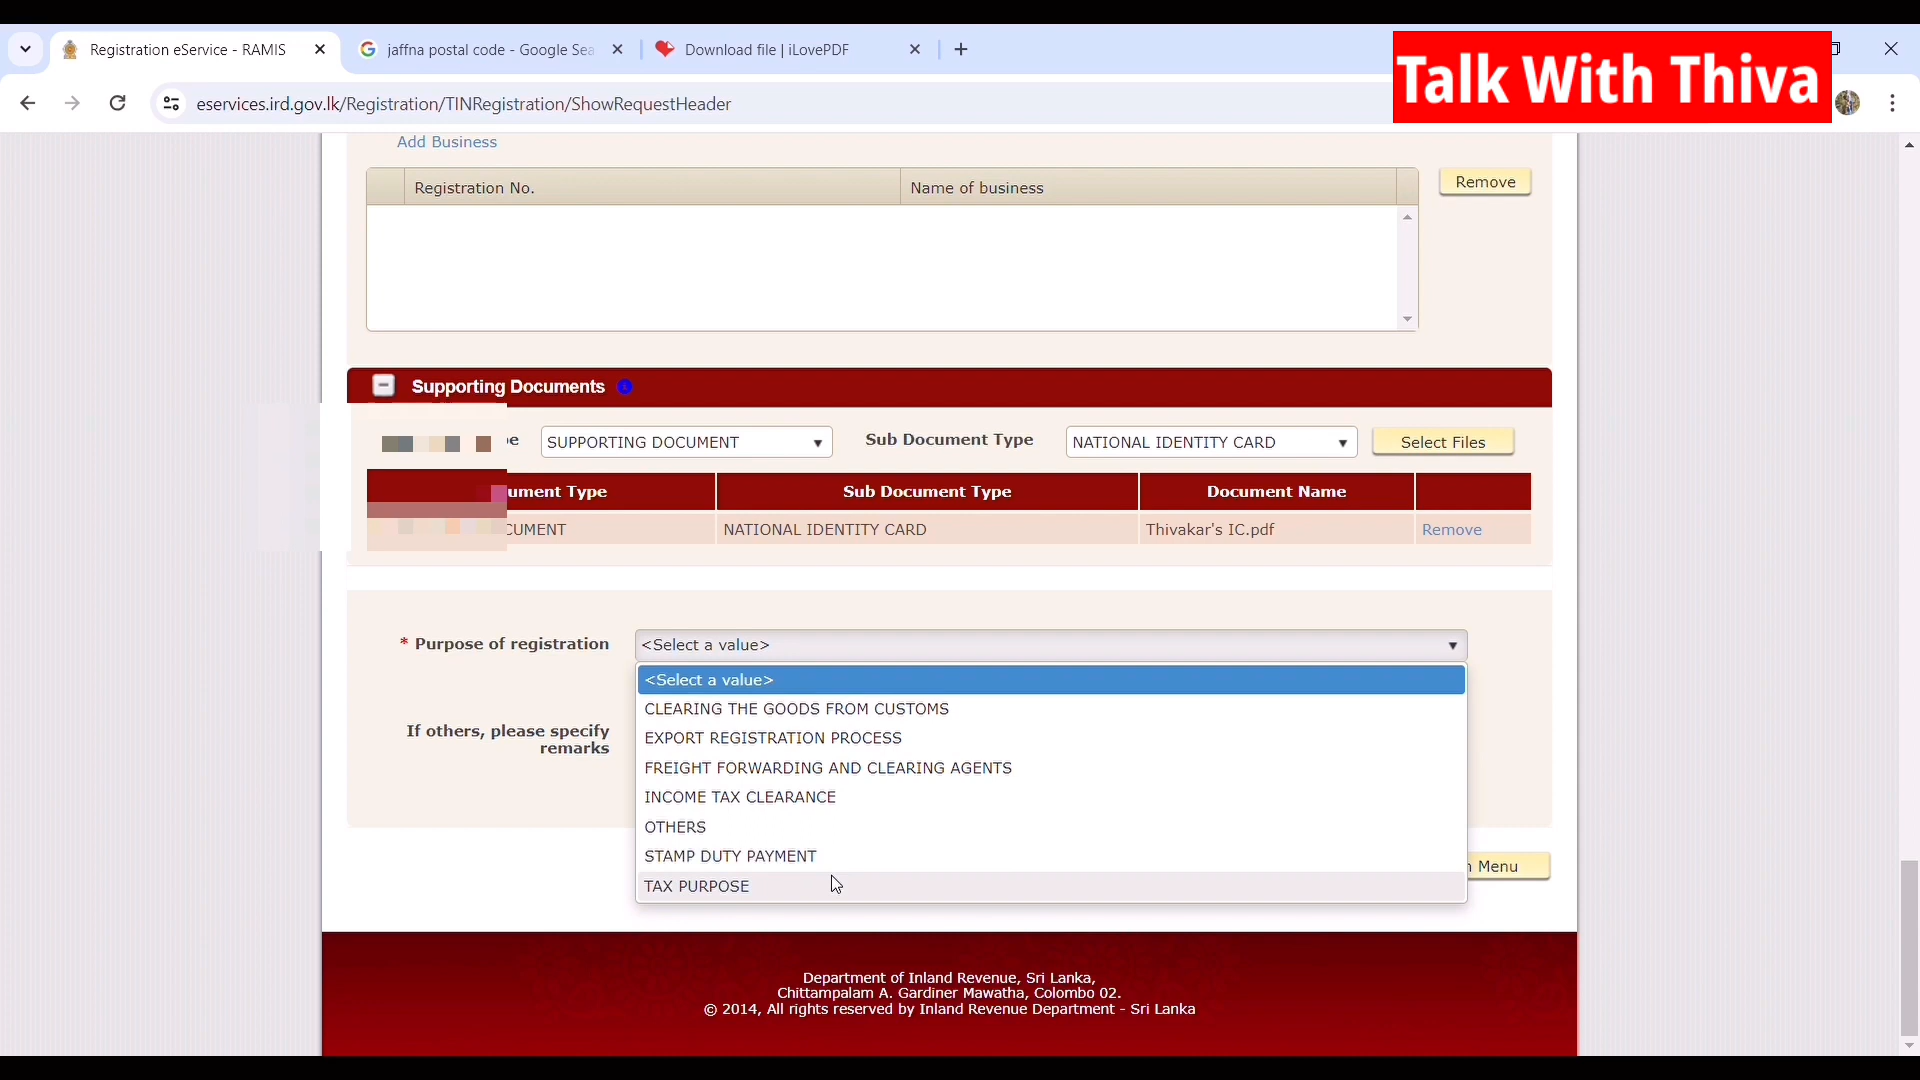 Registration eService - RAMIS
jaffna postal code - Google Sea
Download file | iLovePDF
Talk With Thiva
eservices.ird.gov.lk/Registration/TINRegistration/ShowRequestHeader
Add Business
Registration No.
Name of business
Remove
Supporting Documents
SUPPORTING DOCUMENT
Sub Document Type
NATIONAL IDENTITY CARD
Select Files
ument Type
Sub Document Type
Document Name
CUMENT
NATIONAL IDENTITY CARD
Thivakar's IC.pdf
Remove
* Purpose of registration
<Select a value>
<Select a value>
CLEARING THE GOODS FROM CUSTOMS
EXPORT REGISTRATION PROCESS
If others, please specify
remarks
FREIGHT FORWARDING AND CLEARING AGENTS
INCOME TAX CLEARANCE
OTHERS
STAMP DUTY PAYMENT
TAX PURPOSE
Menu
Department of Inland Revenue, Sri Lanka,
Chittampalam A. Gardiner Mawatha, Colombo 02.
© 2014, All rights reserved by Inland Revenue Department - Sri Lanka